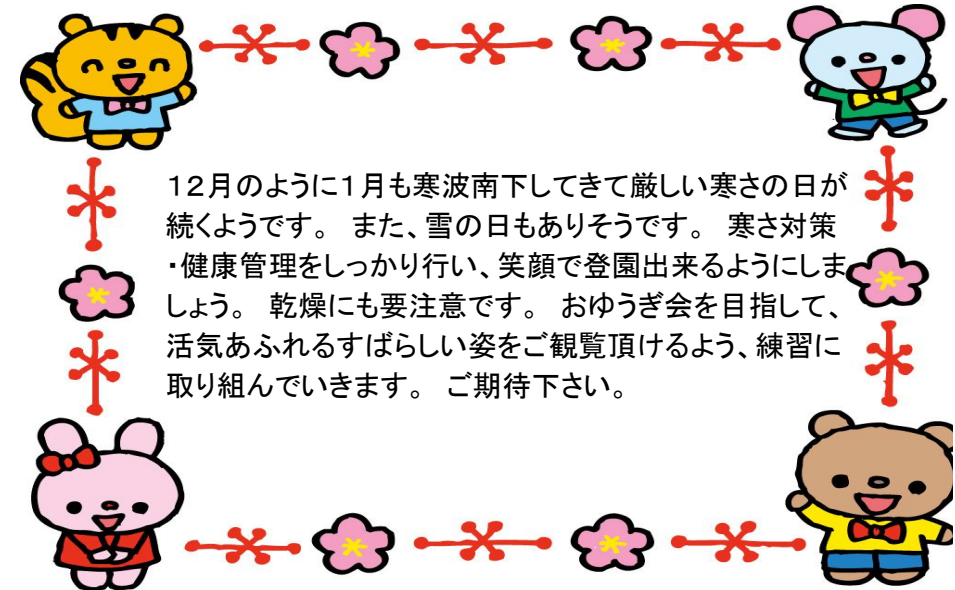 12月のように1月も寒波南下してきて厳しい寒さの日が
続くようです。 また、雪の日もありそうです。 寒さ対策
・健康管理をしっかり行い、笑顔で登園出来るようにしま
しょう。 乾燥にも要注意です。 おゆうぎ会を目指して、
活気あふれるすばらしい姿をご観覧頂けるよう、練習に
取り組んでいきます。 ご期待下さい。